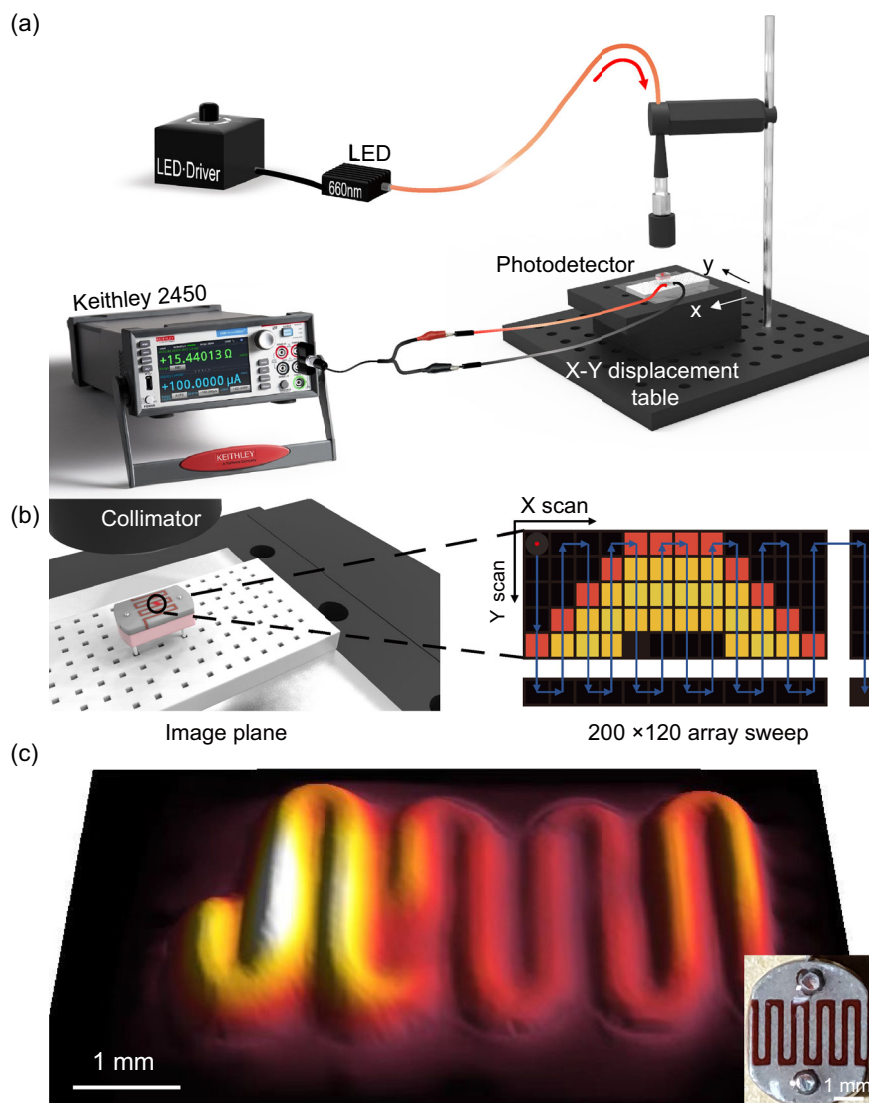 (a)
LED·Driver
LED
660nm
Photodetector
y
x
X-Y displacement
table
Keithley 2450
KEITHLEY
+15.44013 Ω
+100.0000 µA
KEITHLEY
(b)
Collimator
X scan
Y scan
Image plane
200 ×120 array sweep
(c)
1 mm
1 mm